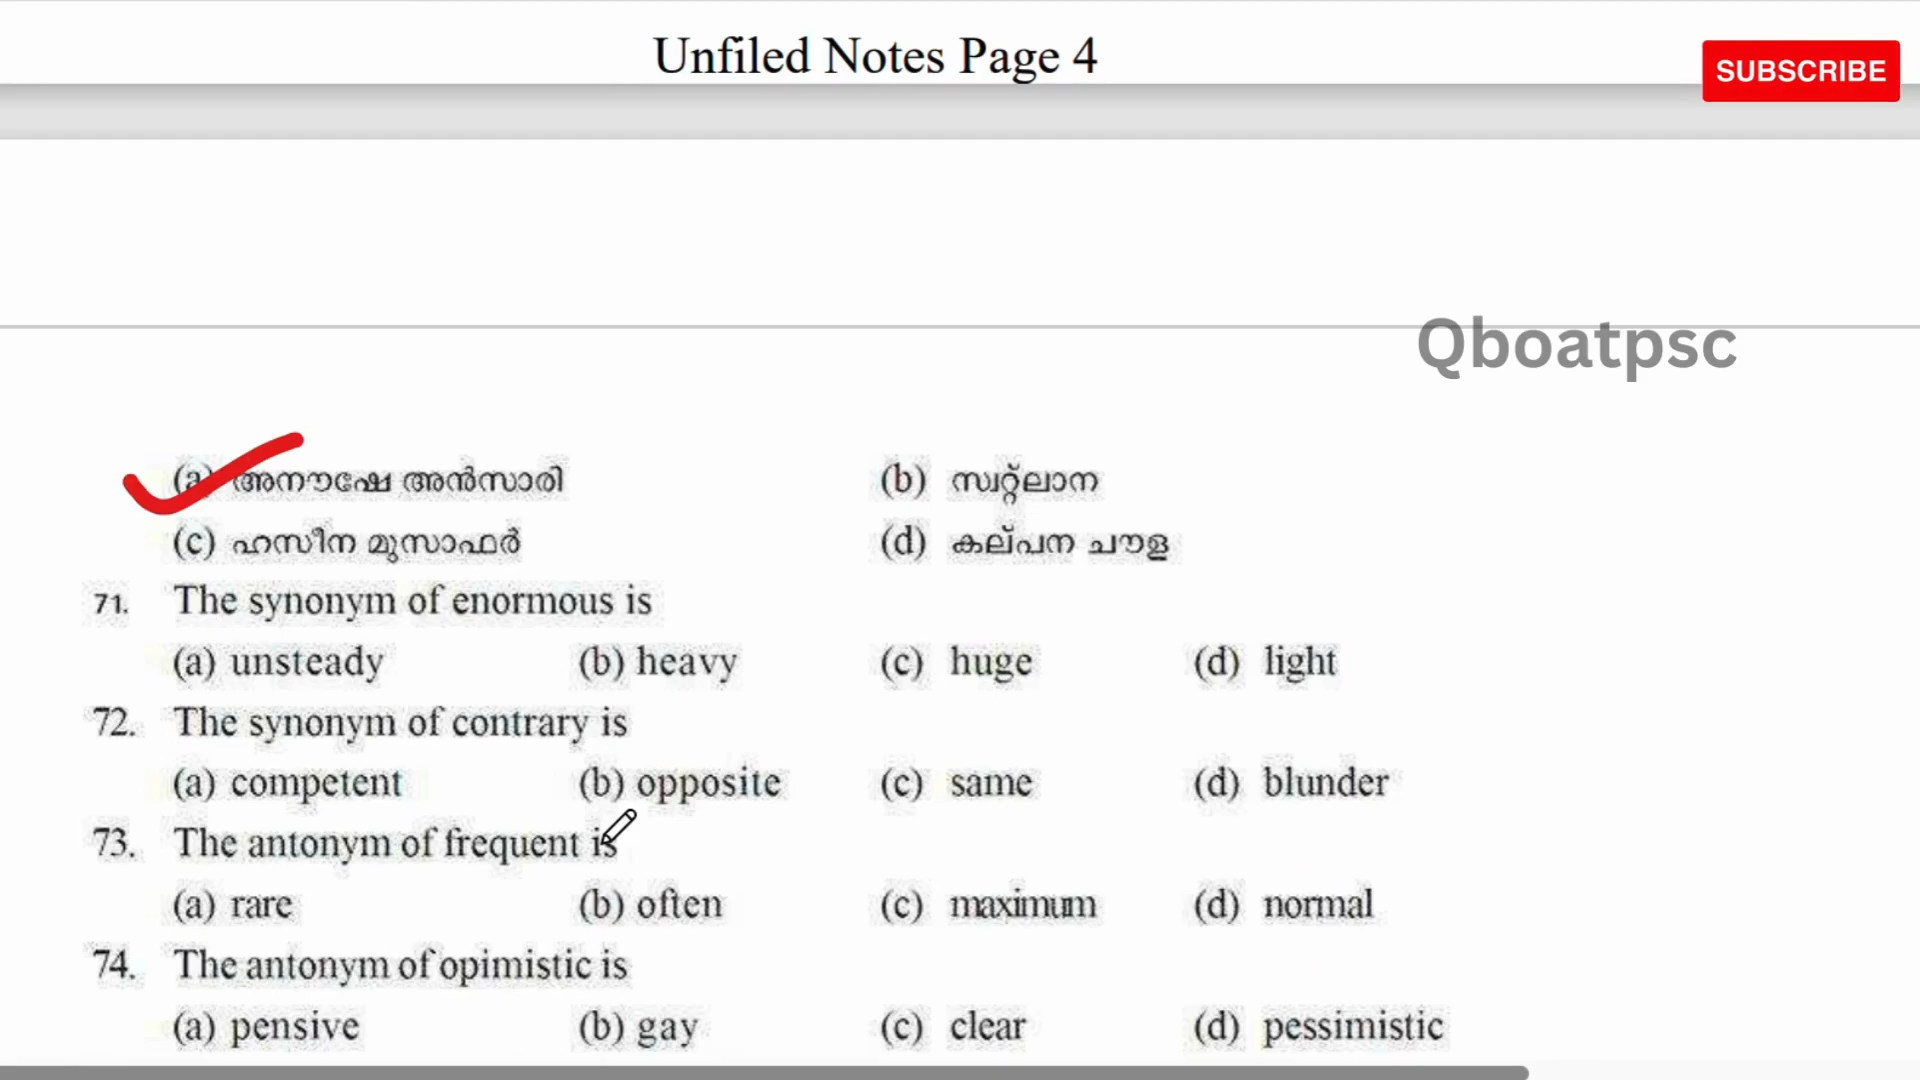 Unfiled Notes Page 4
SUBSCRIBE
Qboatpsc
(a) അനൗഷേ അൻസാരി (b) സ്വറ്റ്ലാന
(c) ഹസീന മുസാഫർ (d) കല്പന ചൗള
71. The synonym of enormous is
(a) unsteady (b) heavy (c) huge (d) light
72. The synonym of contrary is
(a) competent (b) opposite (c) same (d) blunder
73. The antonym of frequent is
(a) rare (b) often (c) maximum (d) normal
74. The antonym of opimistic is
(a) pensive (b) gay (c) clear (d) pessimistic